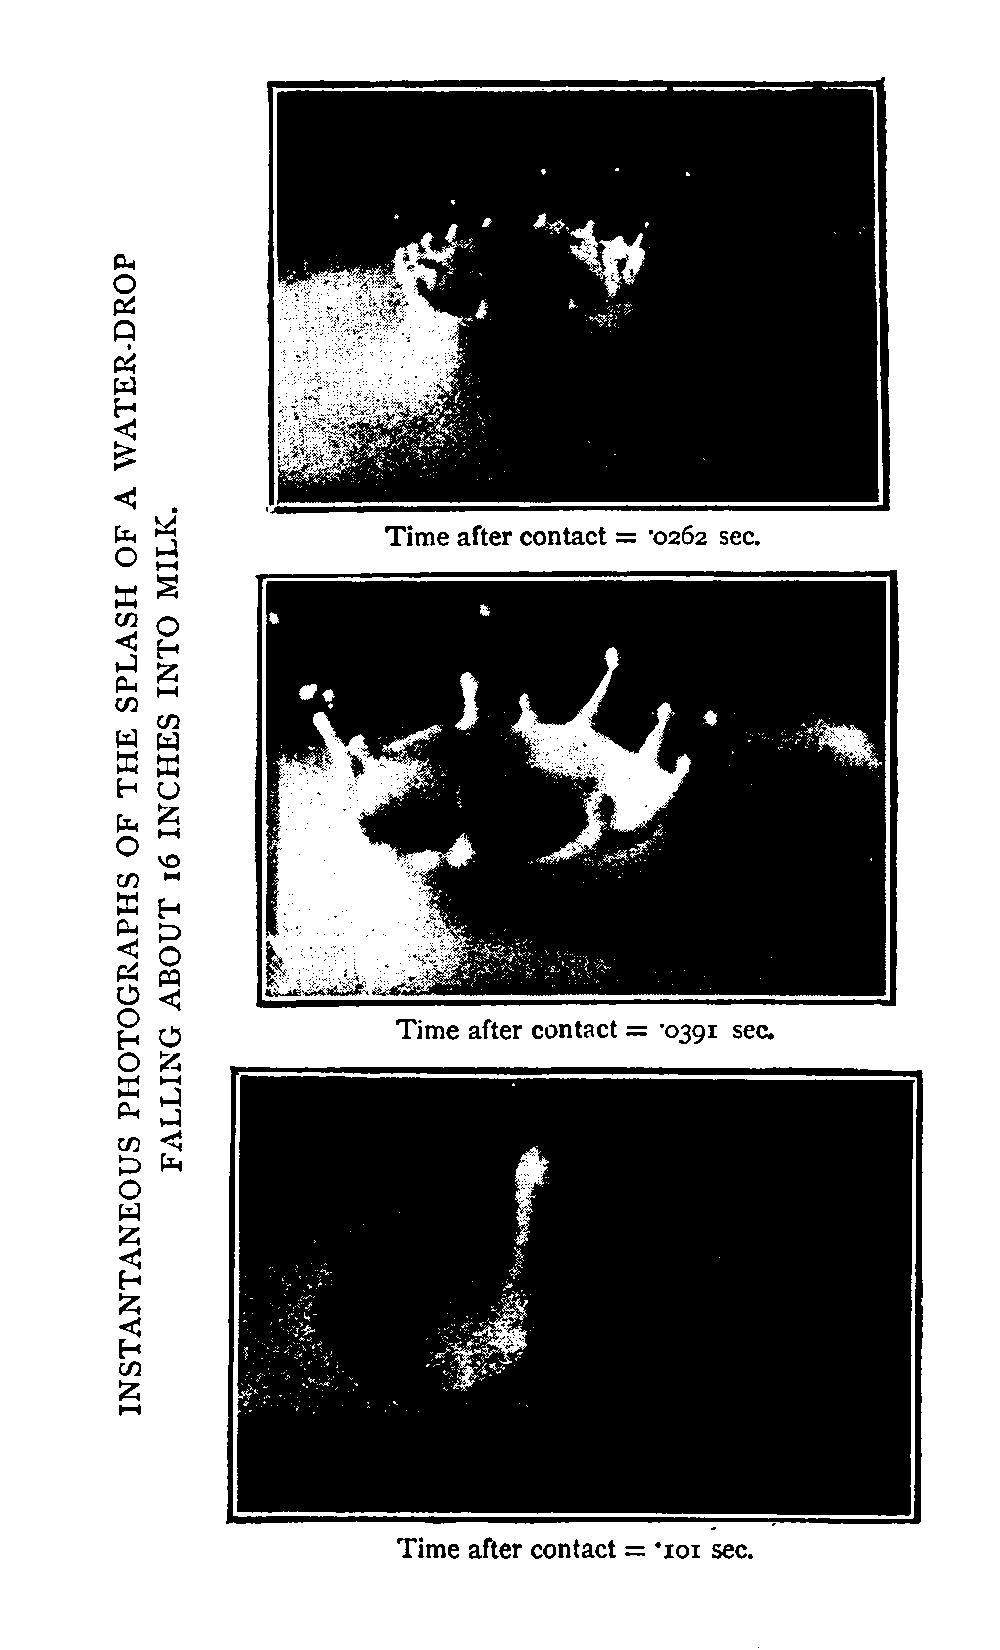 INSTANTANEOUS PHOTOGRAPHS OF THE SPLASH OF A WATER-DROP
FALLING ABOUT 16 INCHES INTO MILK.
Time after contact = ·0262 sec.
Time after contact = ·0391 sec.
Time after contact = ·101 sec.